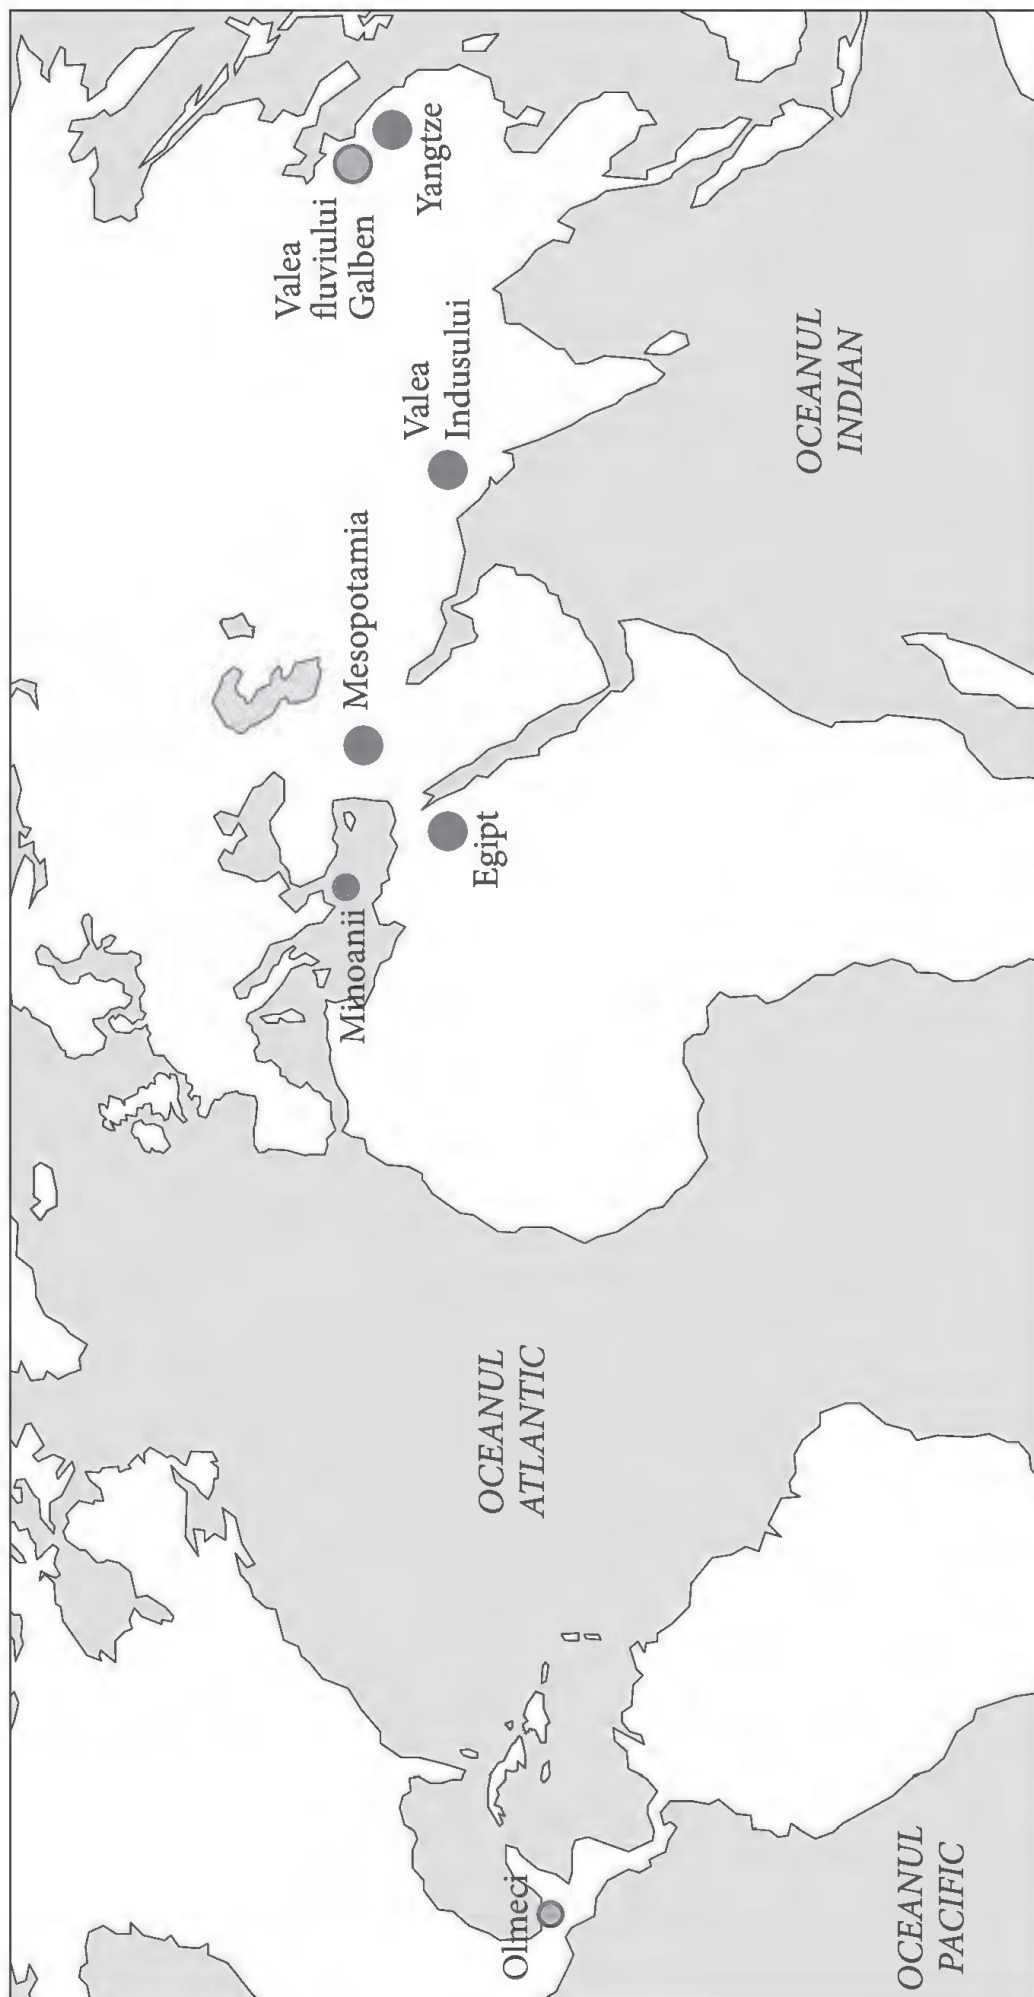 Valea
fluviului
Galben
Yangtze
Valea
Indusului
Mesopotamia
Egipt
Minoanii
Olmeci
OCEANUL
INDIAN
OCEANUL
ATLANTIC
OCEANUL
PACIFIC